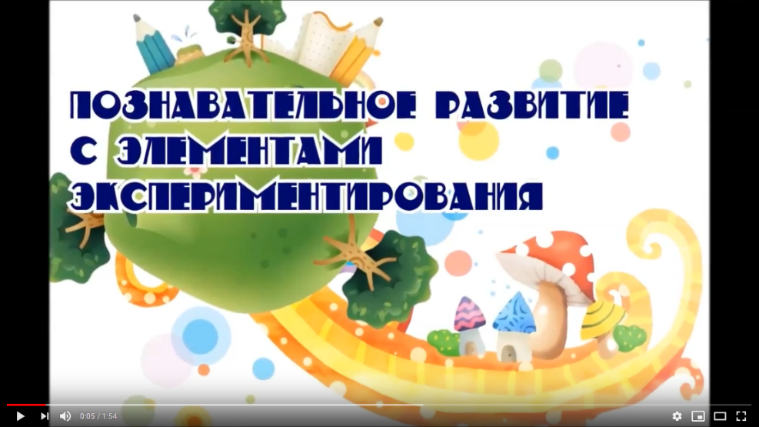 ПОЗНАВАТЕЛЬНОЕ РАЗВИТИЕ
С ЭЛЕМЕНТАМИ
ЭКСПЕРИМЕНТИРОВАНИЯ
0:05 / 1:54